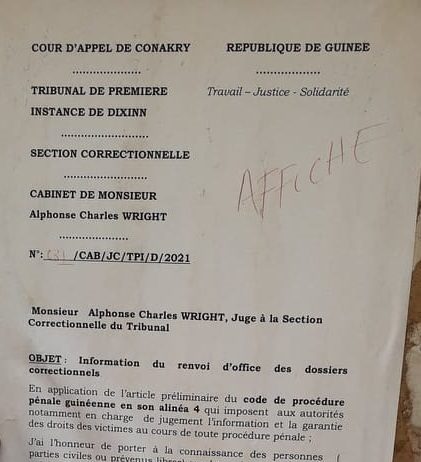 COUR D'APPEL DE CONAKRY
REPUBLIQUE DE GUINEE
TRIBUNAL DE PREMIERE
INSTANCE DE DIXINN
Travail – Justice - Solidarité
SECTION CORRECTIONNELLE
AFFICHE
CABINET DE MONSIEUR
Alphonse Charles WRIGHT
N°: /CAB/JC/TPI/D/2021
Monsieur Alphonse Charles WRIGHT, Juge à la Section
Correctionnelle du Tribunal
OBJET : Information du renvoi d'office des dossiers
correctionnels
En application de l'article préliminaire du code de procédure
pénale guinéenne en son alinéa 4 qui imposent aux autorités
notamment en charge de jugement l'information et la garantie
des droits des victimes au cours de toute procédure pénale ;
J'ai l'honneur de porter à la connaissance des personnes (
parties civiles ou prévenus